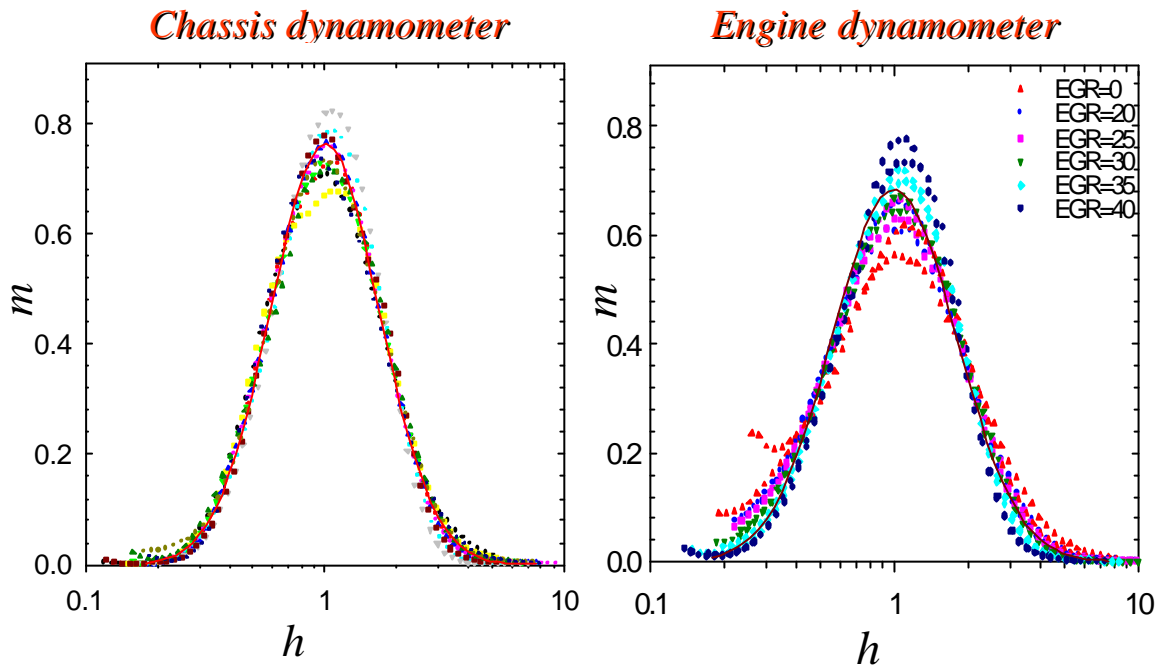 Chassis dynamometer
Engine dynamometer
0.8
0.6
0.4
0.2
0.0
m
0.1
1
10
h
0.8
0.6
0.4
0.2
0.0
m
0.1
1
10
h
EGR=0
EGR=20
EGR=25
EGR=30
EGR=35
EGR=40